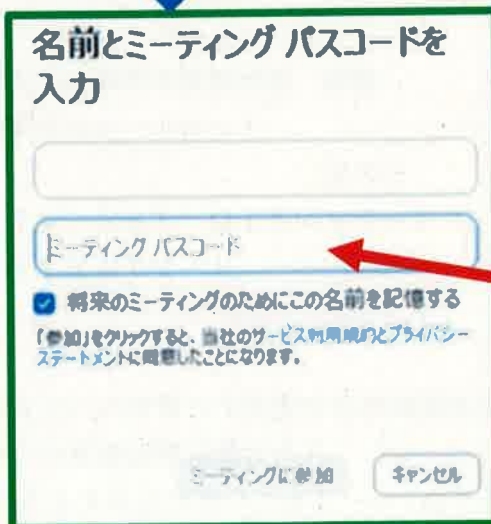 名前とミーティング パスコードを
入力
ミーティング パスコード
将来のミーティングのためにこの名前を記憶する
「参加」をクリックすると、当社のサービス利用規約とプライバシー
ステートメントに同意したことになります。
ミーティングに参加 キャンセル